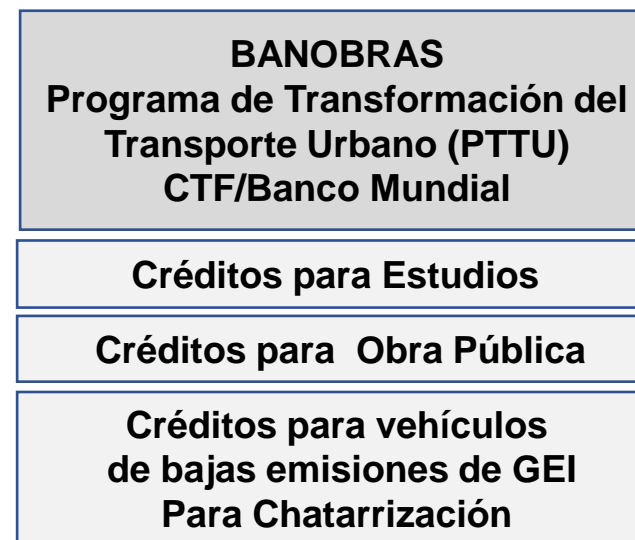 BANOBRAS
Programa de Transformación del
Transporte Urbano (PTTU)
CTF/Banco Mundial
Créditos para Estudios
Créditos para Obra Pública
Créditos para vehículos
de bajas emisiones de GEI
Para Chatarrización